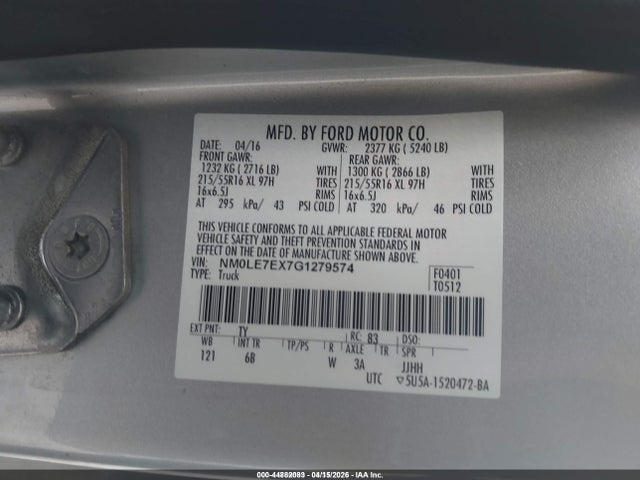 MFD. BY FORD MOTOR CO.
DATE: 04/16 GVWR: 2377 KG ( 5240 LB)
FRONT GAWR: REAR GAWR:
1232 KG ( 2716 LB) WITH 1300 KG ( 2866 LB) WITH
215/55R16 XL 97H TIRES 215/55R16 XL 97H TIRES
16x6.5J RIMS 16x6.5J RIMS
AT 295 kPa/ 43 PSI COLD AT 320 kPa/ 46 PSI COLD
THIS VEHICLE CONFORMS TO ALL APPLICABLE FEDERAL MOTOR
VEHICLE SAFETY AND THEFT PREVENTION STANDARDS IN
EFFECT ON THE DATE OF MANUFACTURE SHOWN ABOVE.
VIN: NM0LE7EX7G1279574 F0401
TYPE: Truck T0512
EXT PNT: TY RC: 83 DSO:
WB INT TR TP/PS R AXLE TR SPR
121 6B W 3A JJHH
UTC ▽5U5A-1520472-BA
000-44882083 - 04/15/2026 - IAA Inc.